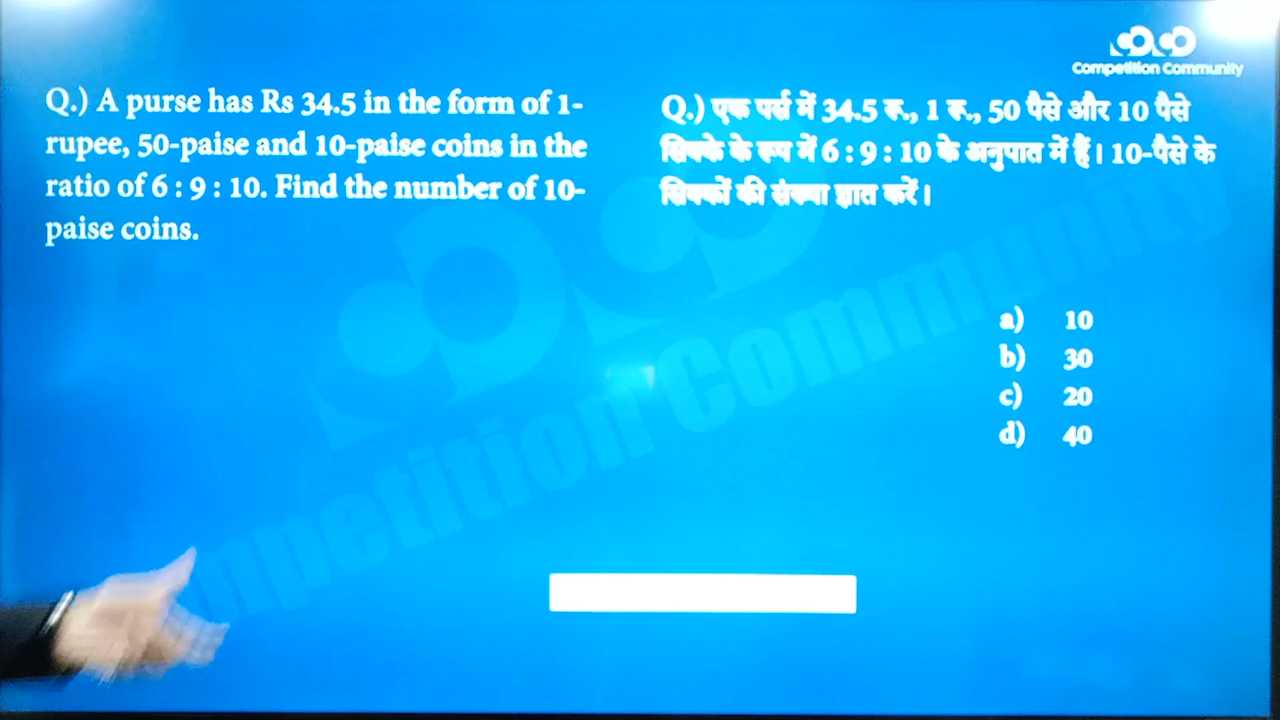 Competition Community
Q.) A purse has Rs 34.5 in the form of 1-
rupee, 50-paise and 10-paise coins in the
ratio of 6 : 9 : 10. Find the number of 10-
paise coins.
Q.) एक पर्स में 34.5 रू., 1 रू., 50 पैसे और 10 पैसे
सिक्के के रूप में 6 : 9 : 10 के अनुपात में हैं। 10-पैसे के
सिक्कों की संख्या ज्ञात करें।
a) 10
b) 30
c) 20
d) 40
mpetition Community